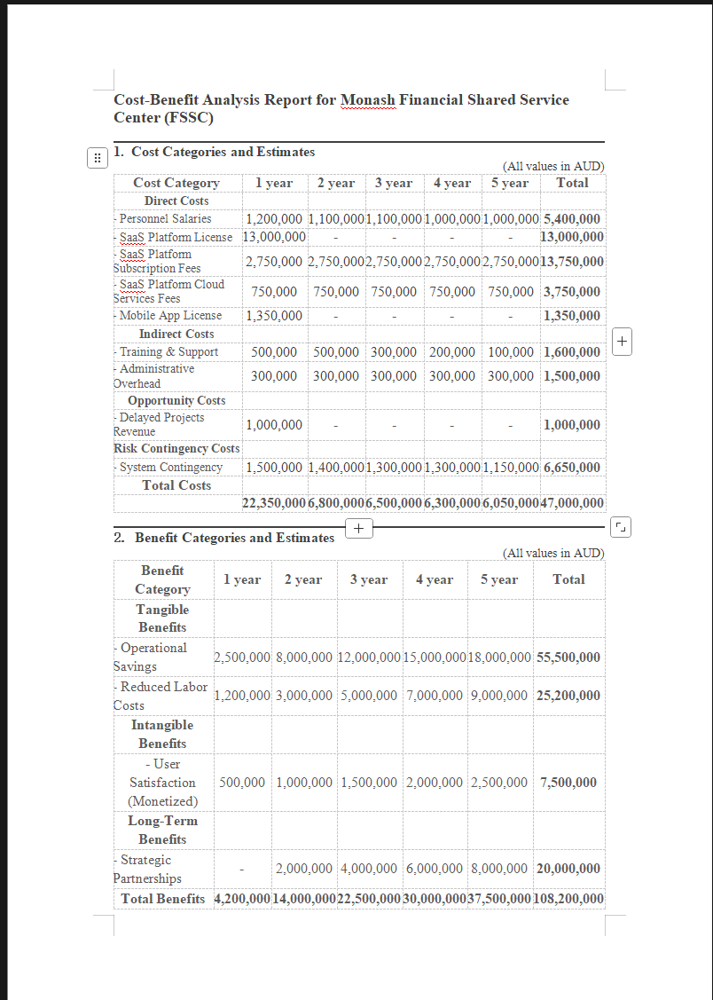 Cost-Benefit Analysis Report for Monash Financial Shared Service
Center (FSSC)
1. Cost Categories and Estimates
(All values in AUD)
Cost Category 1 year 2 year 3 year 4 year 5 year Total
Direct Costs
- Personnel Salaries 1,200,000 1,100,000 1,100,000 1,000,000 1,000,000 5,400,000
- SaaS Platform License 13,000,000 - - - - 13,000,000
- SaaS Platform
Subscription Fees 2,750,000 2,750,000 2,750,000 2,750,000 2,750,000 13,750,000
- SaaS Platform Cloud
Services Fees 750,000 750,000 750,000 750,000 750,000 3,750,000
- Mobile App License 1,350,000 - - - - 1,350,000
Indirect Costs
- Training & Support 500,000 500,000 300,000 200,000 100,000 1,600,000
- Administrative
Overhead 300,000 300,000 300,000 300,000 300,000 1,500,000
Opportunity Costs
- Delayed Projects
Revenue 1,000,000 - - - - 1,000,000
Risk Contingency Costs
- System Contingency 1,500,000 1,400,000 1,300,000 1,300,000 1,150,000 6,650,000
Total Costs
22,350,000 6,800,000 6,500,000 6,300,000 6,050,000 47,000,000
2. Benefit Categories and Estimates
(All values in AUD)
Benefit
Category 1 year 2 year 3 year 4 year 5 year Total
Tangible
Benefits
- Operational
Savings 2,500,000 8,000,000 12,000,000 15,000,000 18,000,000 55,500,000
- Reduced Labor
Costs 1,200,000 3,000,000 5,000,000 7,000,000 9,000,000 25,200,000
Intangible
Benefits
- User
Satisfaction 500,000 1,000,000 1,500,000 2,000,000 2,500,000 7,500,000
(Monetized)
Long-Term
Benefits
- Strategic
Partnerships - 2,000,000 4,000,000 6,000,000 8,000,000 20,000,000
Total Benefits 4,200,000 14,000,000 22,500,000 30,000,000 37,500,000 108,200,000